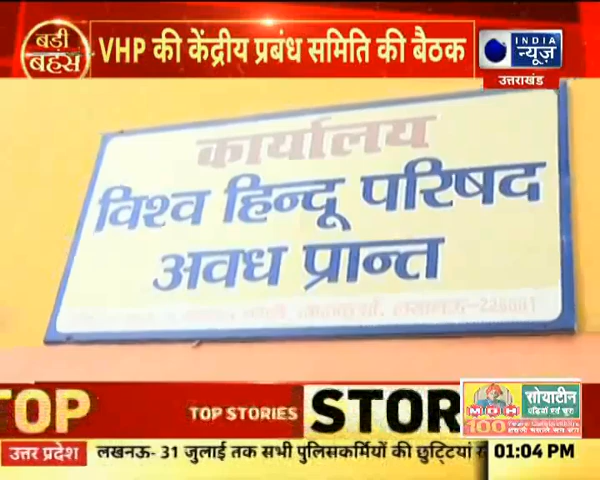 बड़ी
बहस
VHP की केंद्रीय प्रबंध समिति की बैठक
INDIA
न्यूज़
उत्तराखंड
कार्यालय
विश्व हिन्दू परिषद
अवध प्रान्त
TOP
TOP STORIES
STOR
MDH
सोयाटीन
100
उत्तर प्रदेश
लखनऊ- 31 जुलाई तक सभी पुलिसकर्मियों की छुट्टियां
01:04 PM